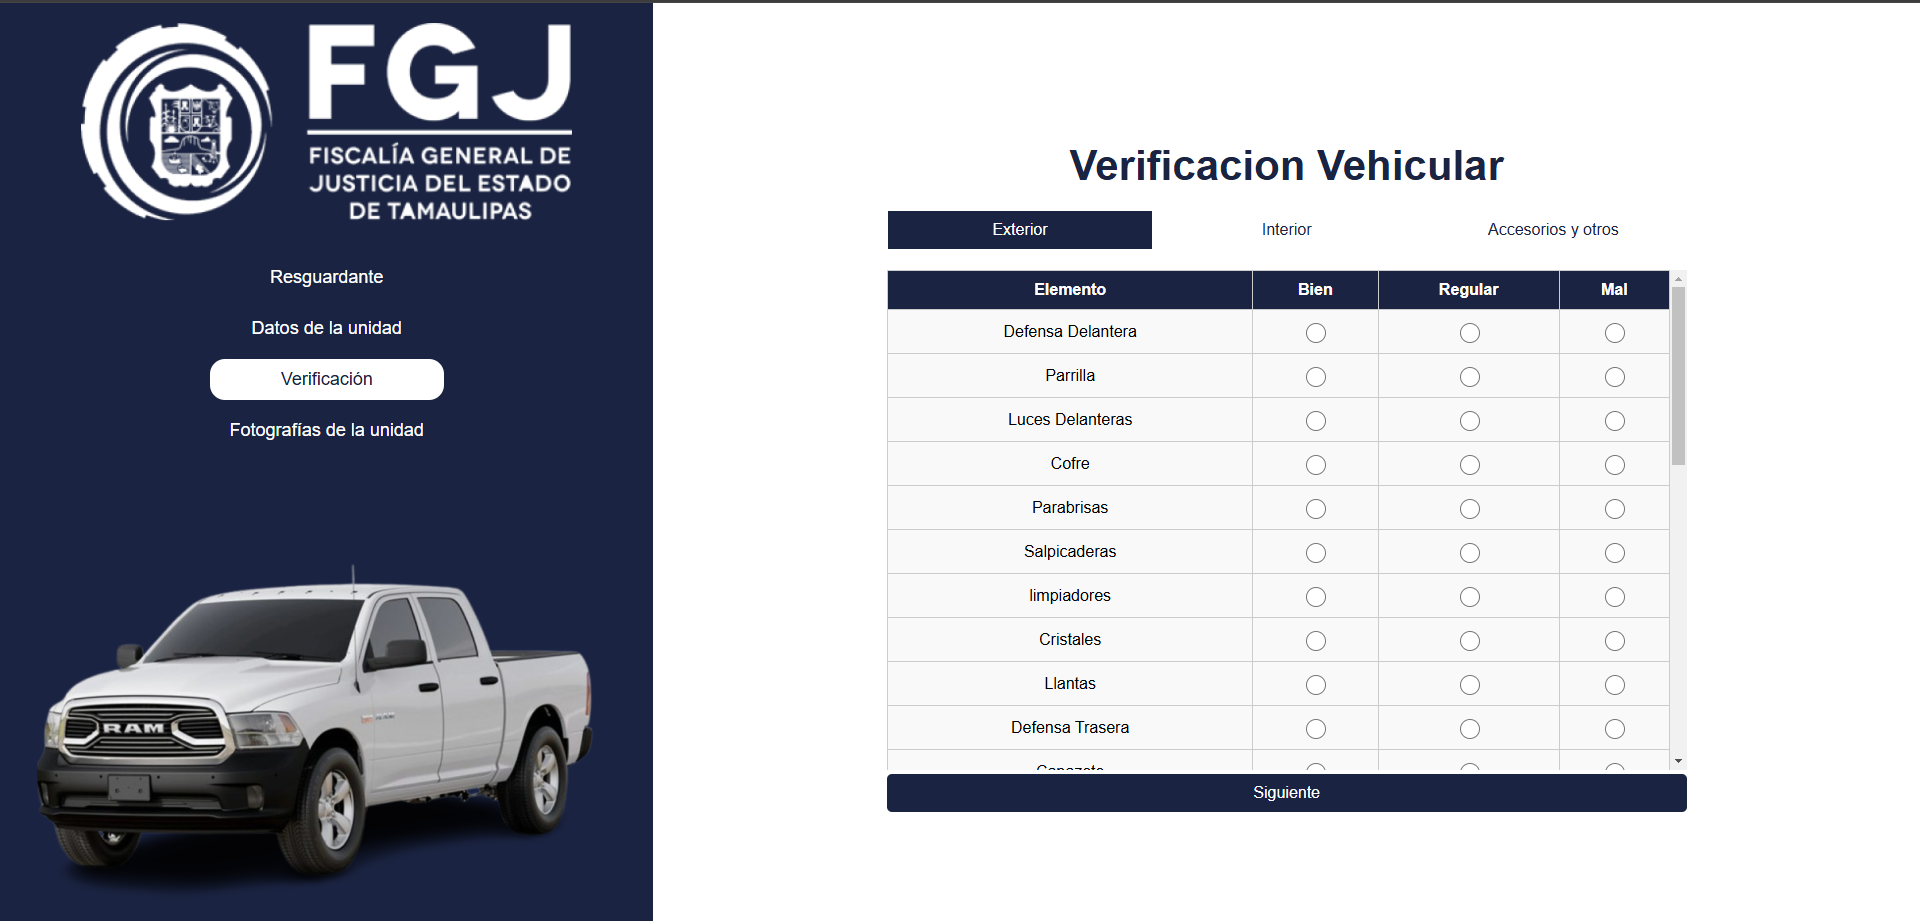 FGJ
FISCALÍA GENERAL DE
JUSTICIA DEL ESTADO
DE TAMAULIPAS
Resguardante
Datos de la unidad
Verificación
Fotografías de la unidad
RAM
Verificacion Vehicular
Exterior Interior Accesorios y otros
Elemento Bien Regular Mal
Defensa Delantera
Parrilla
Luces Delanteras
Cofre
Parabrisas
Salpicaderas
limpiadores
Cristales
Llantas
Defensa Trasera
Siguiente